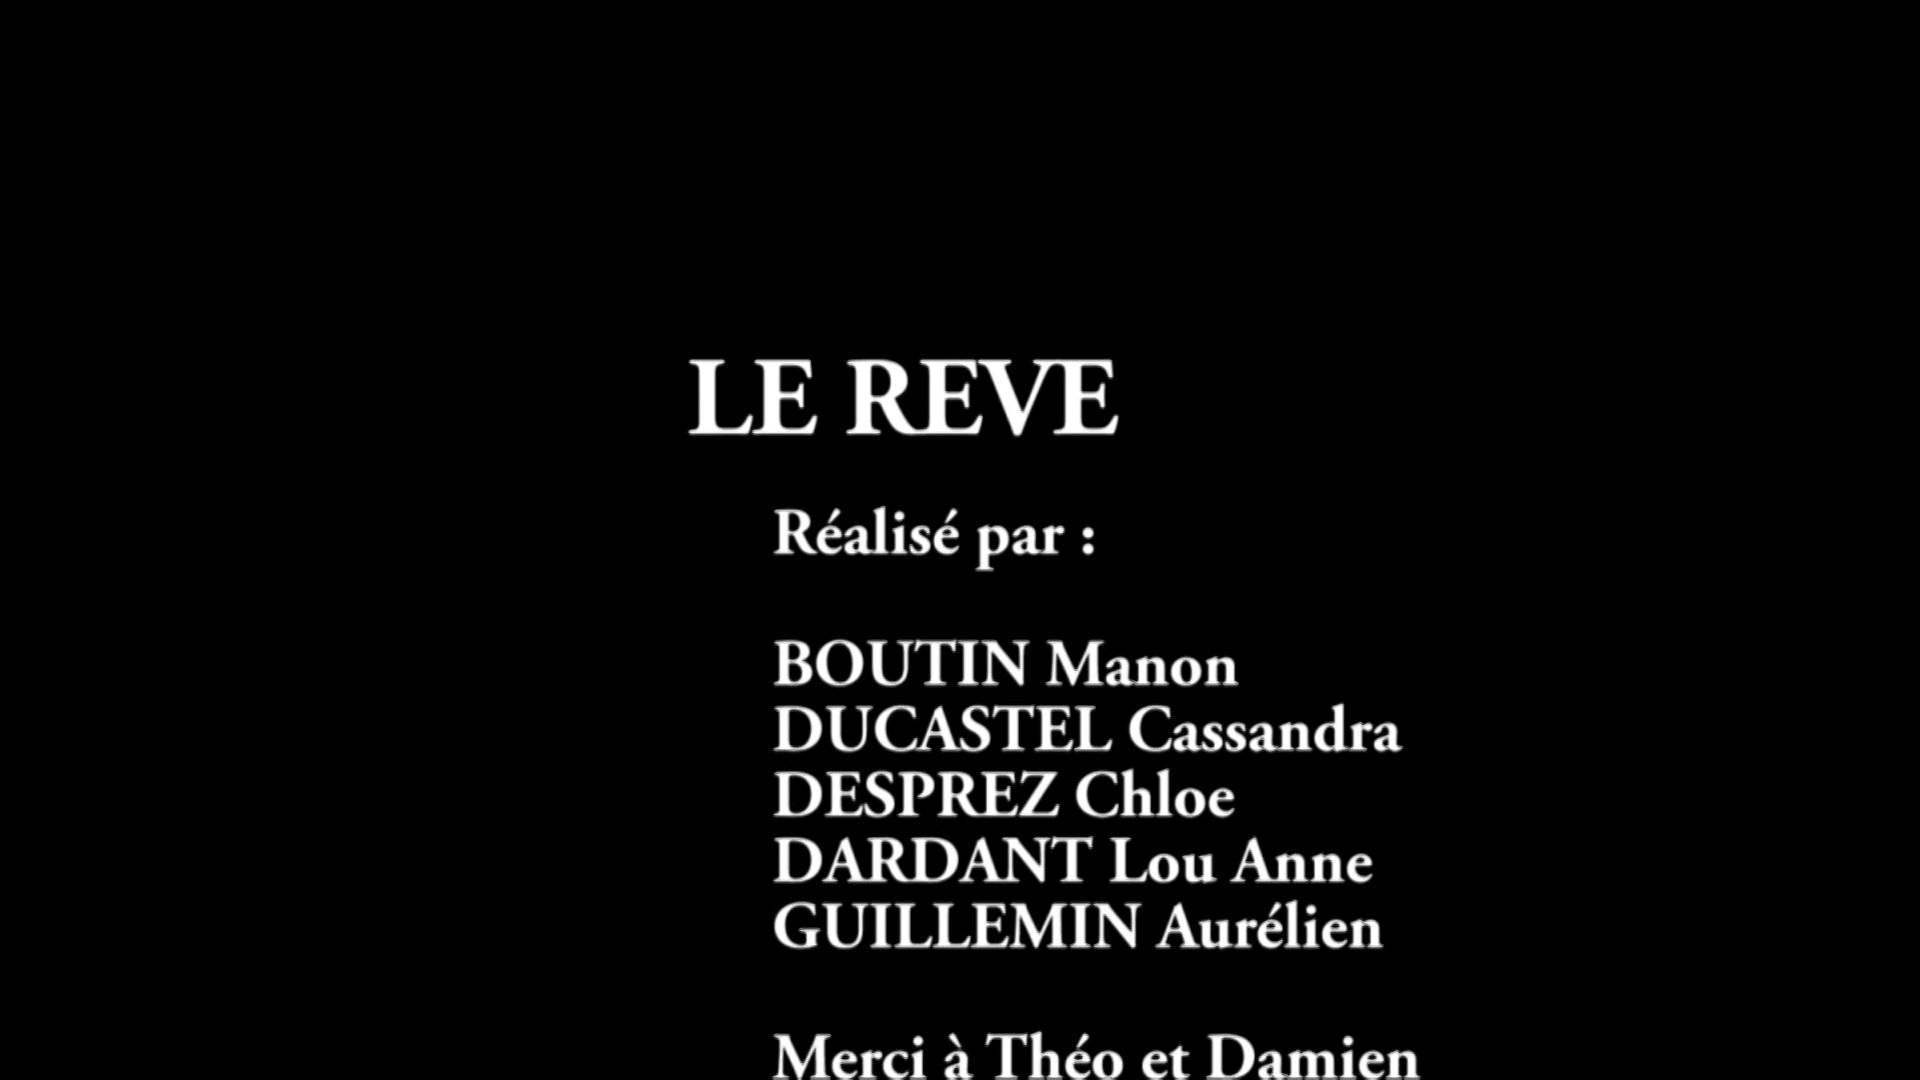 LE REVE
Réalisé par :
BOUTIN Manon
DUCASTEL Cassandra
DESPREZ Chloe
DARDANT Lou Anne
GUILLEMIN Aurélien
Merci à Théo et Damien